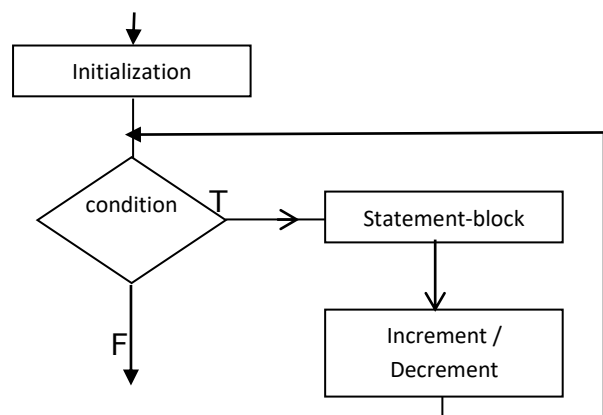 Initialization
condition
T
Statement-block
F
Increment /
Decrement